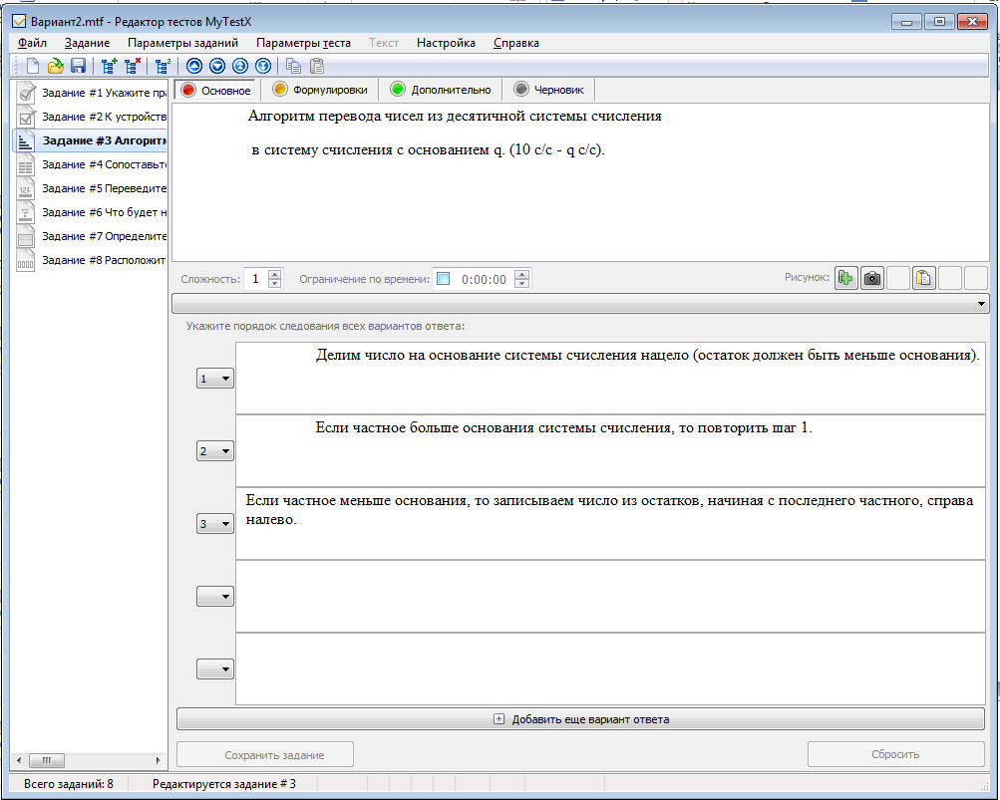 Вариант2.mtf - Редактор тестов MyTestX
Файл Задание Параметры заданий Параметры теста Текст Настройка Справка
Задание #1 Укажите пра
Задание #2 К устройств
Задание #3 Алгоритм
Задание #4 Сопоставьте
Задание #5 Переведите
Задание #6 Что будет н
Задание #7 Определите
Задание #8 Расположит
Основное Формулировки Дополнительно Черновик
Алгоритм перевода чисел из десятичной системы счисления
в систему счисления с основанием q. (10 с/с - q с/с).
Сложность: 1 Ограничение по времени: 0:00:00 Рисунок:
Укажите порядок следования всех вариантов ответа:
1 Делим число на основание системы счисления нацело (остаток должен быть меньше основания).
2 Если частное больше основания системы счисления, то повторить шаг 1.
Если частное меньше основания, то записываем число из остатков, начиная с последнего частного, справа
3 налево.
Добавить еще вариант ответа
Сохранить задание Сбросить
Всего заданий: 8 Редактируется задание # 3